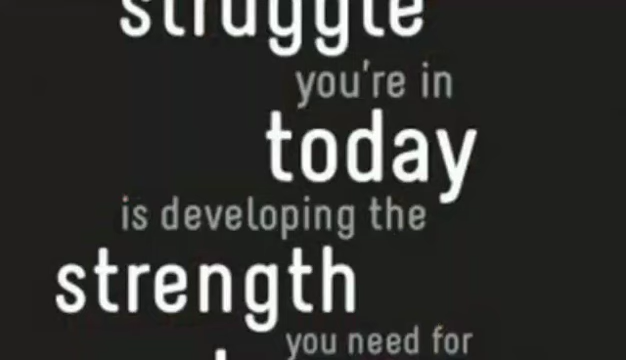 struggle
you're in
today
is developing the
strength
you need for